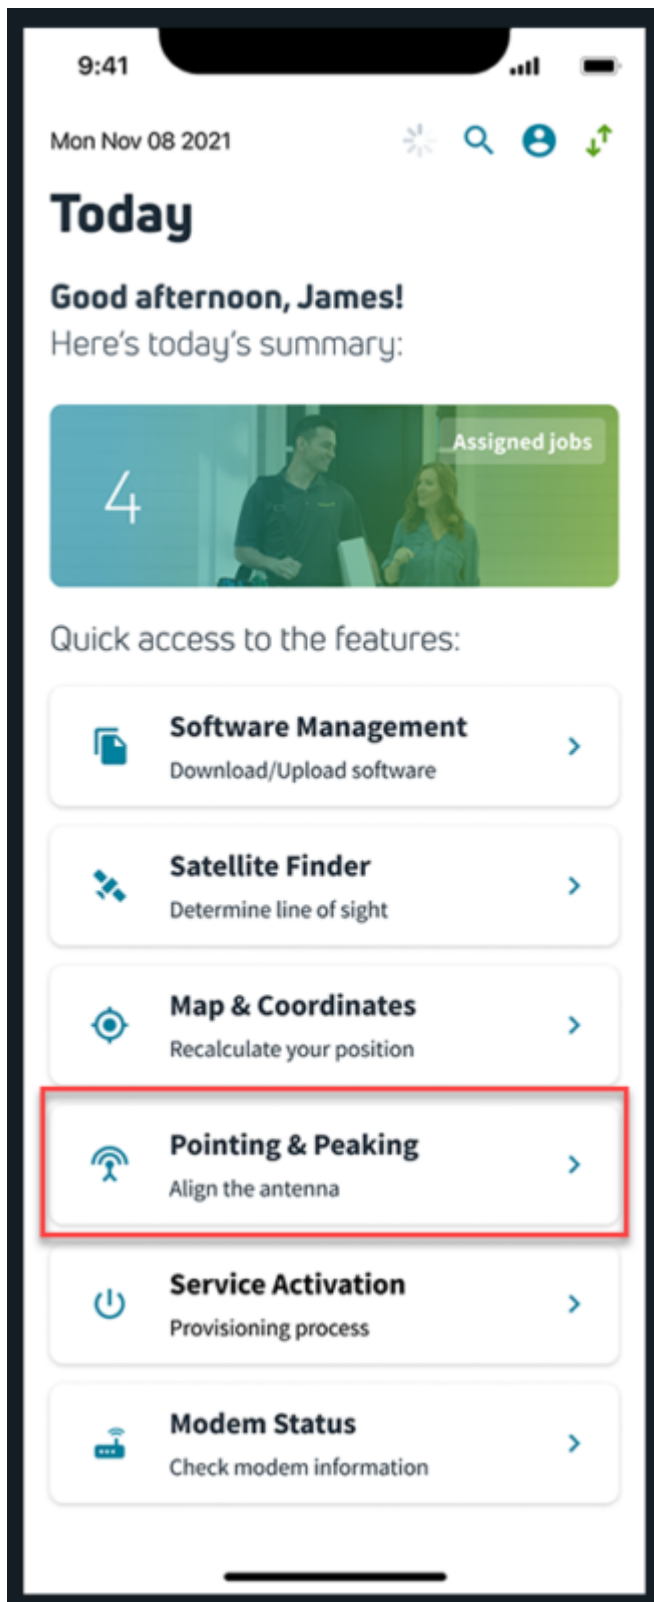 9:41
Mon Nov 08 2021
Today
Good afternoon, James!
Here's today's summary:
4
Assigned jobs
Quick access to the features:
Software Management
Download/Upload software
Satellite Finder
Determine line of sight
Map & Coordinates
Recalculate your position
Pointing & Peaking
Align the antenna
Service Activation
Provisioning process
Modem Status
Check modem information